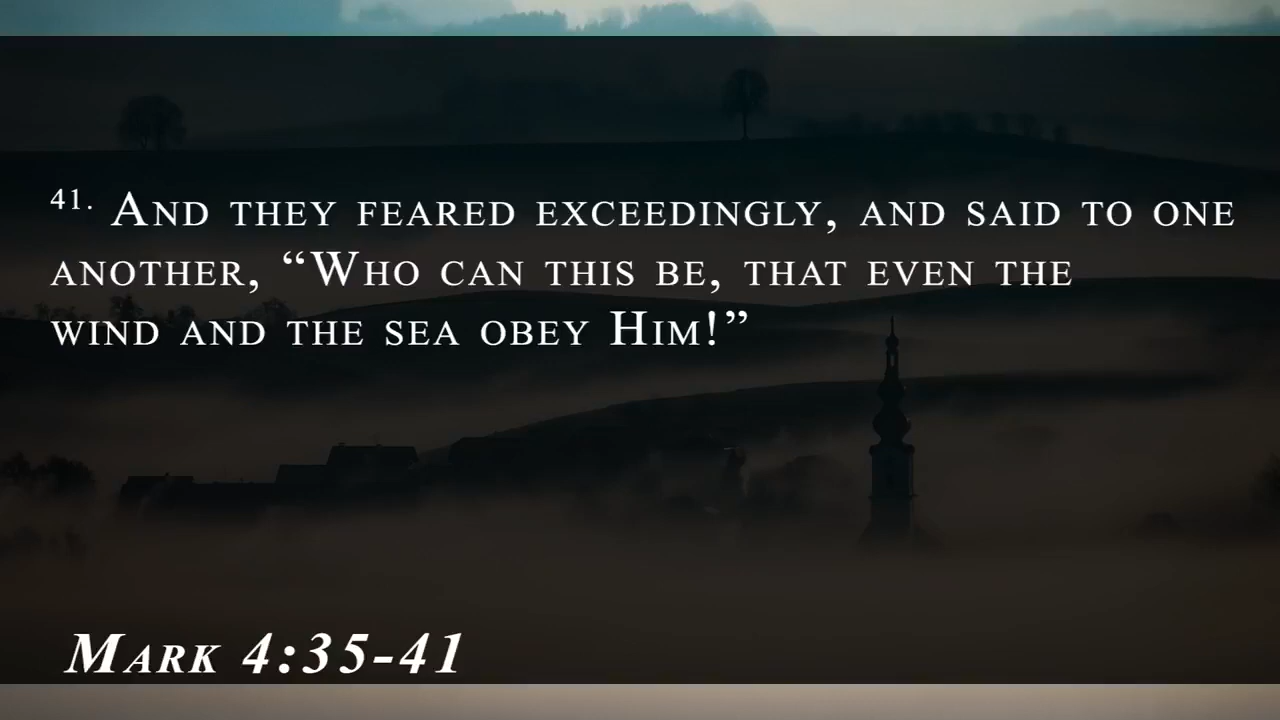 41. And they feared exceedingly, and said to one
another, “Who can this be, that even the
wind and the sea obey Him!”
Mark 4:35-41